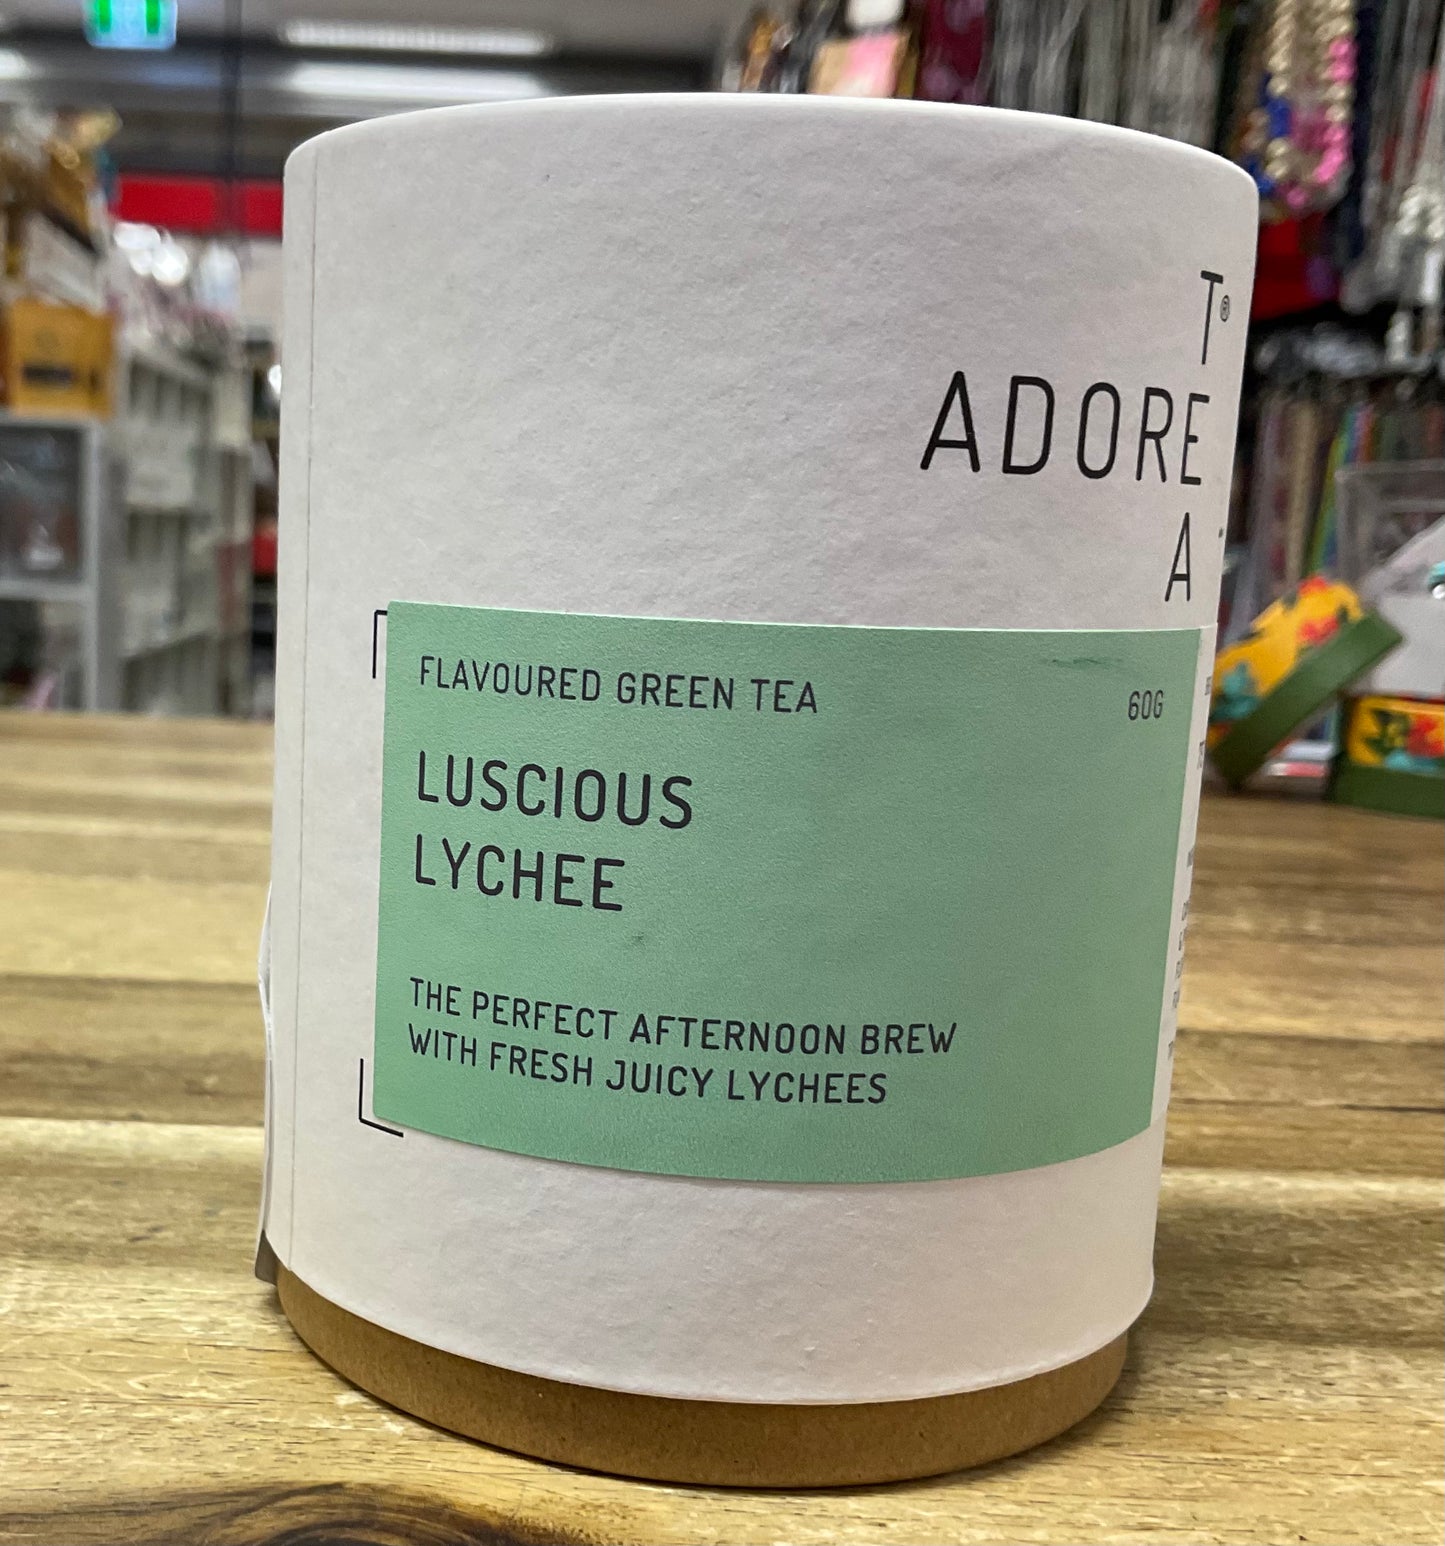 T®
ADORE
A
FLAVOURED GREEN TEA
60G
LUSCIOUS
LYCHEE
THE PERFECT AFTERNOON BREW
WITH FRESH JUICY LYCHEES